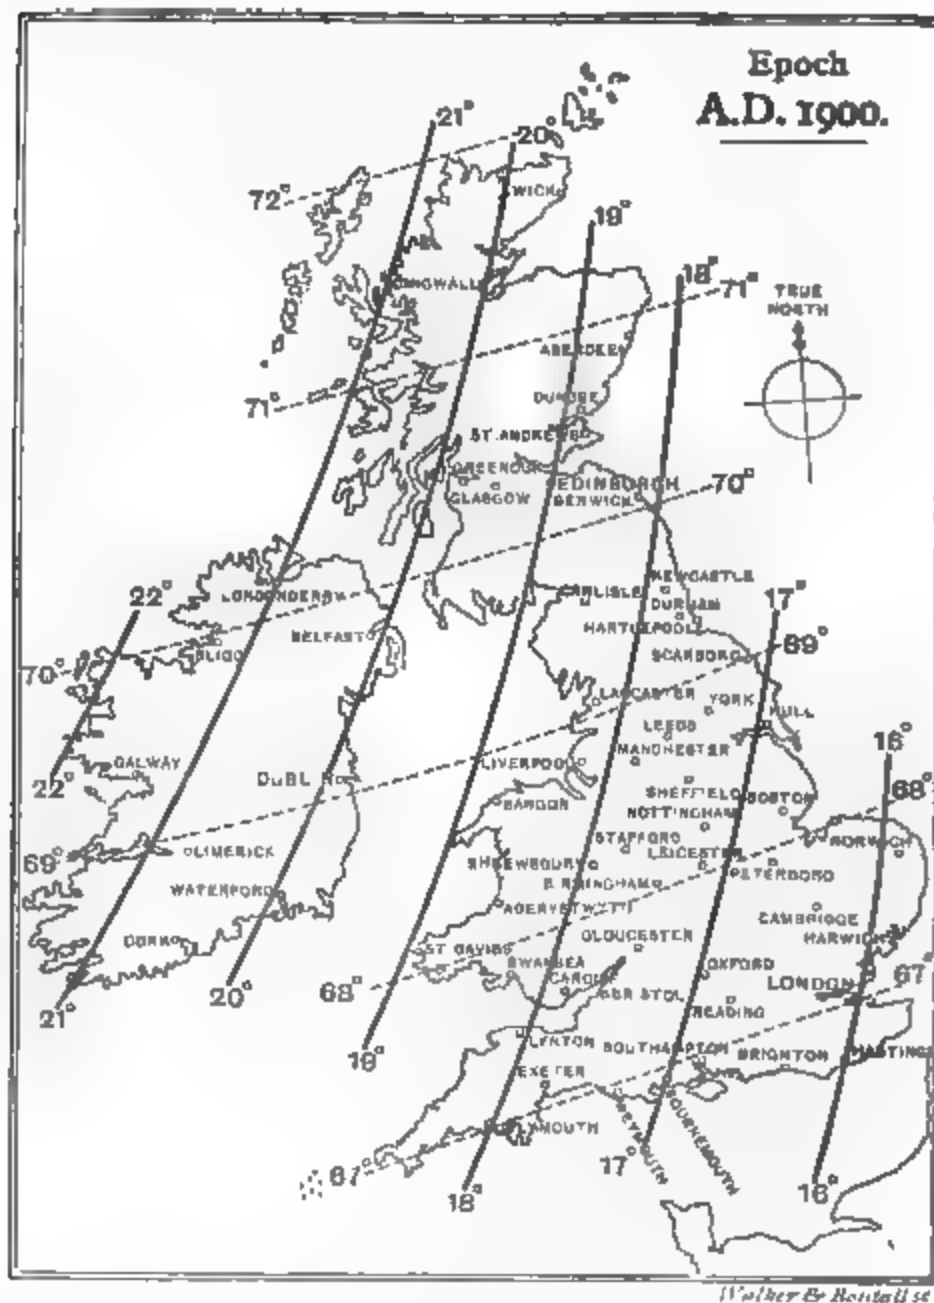 Epoch
A.D. 1900.
21°
20°
72°
WICK
19°
18°
71°
TRUE
NORTH
ABERDEEN
71°
DUNDEE
ST. ANDREWS
GREENOCK
GLASGOW
EDINBURGH
BERWICK
70°
NEWCASTLE
LONDONDERRY
CARLISLE
DURHAM
22°
17°
BELFAST
HARTLEPOOL
69°
SLIGO
SCARBORO
70°
LANCASTER
YORK
HULL
LEEDS
16°
MANCHESTER
GALWAY
LIVERPOOL
22°
DUBLIN
SHEFFIELD
BOSTON
68°
BANGOR
NOTTINGHAM
STAFFORD
NORWICH
69°
LIMERICK
SHREWSBURY
LEICESTER
PETERBORO
BIRMINGHAM
WATERFORD
ABERYSTWYTH
CAMBRIDGE
CORK
ST DAVIDS
GLOUCESTER
HARWICH
SWANSEA
OXFORD
LONDON
67°
68°
20°
CARDIFF
BRISTOL
21°
READING
19°
LYNTON
SOUTHAMPTON
BRIGHTON
HASTINGS
EXETER
PLYMOUTH
WEYMOUTH
BOURNEMOUTH
67°
17°
18°
16°
Walker & Boutall sc